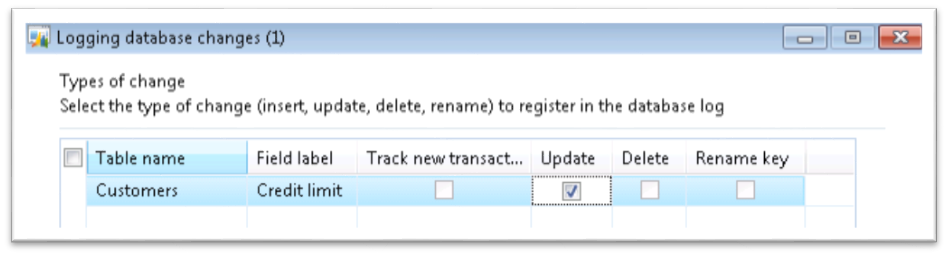 Logging database changes (1)
Types of change
Select the type of change (insert, update, delete, rename) to register in the database log
Table name Field label Track new transact... Update Delete Rename key
Customers Credit limit